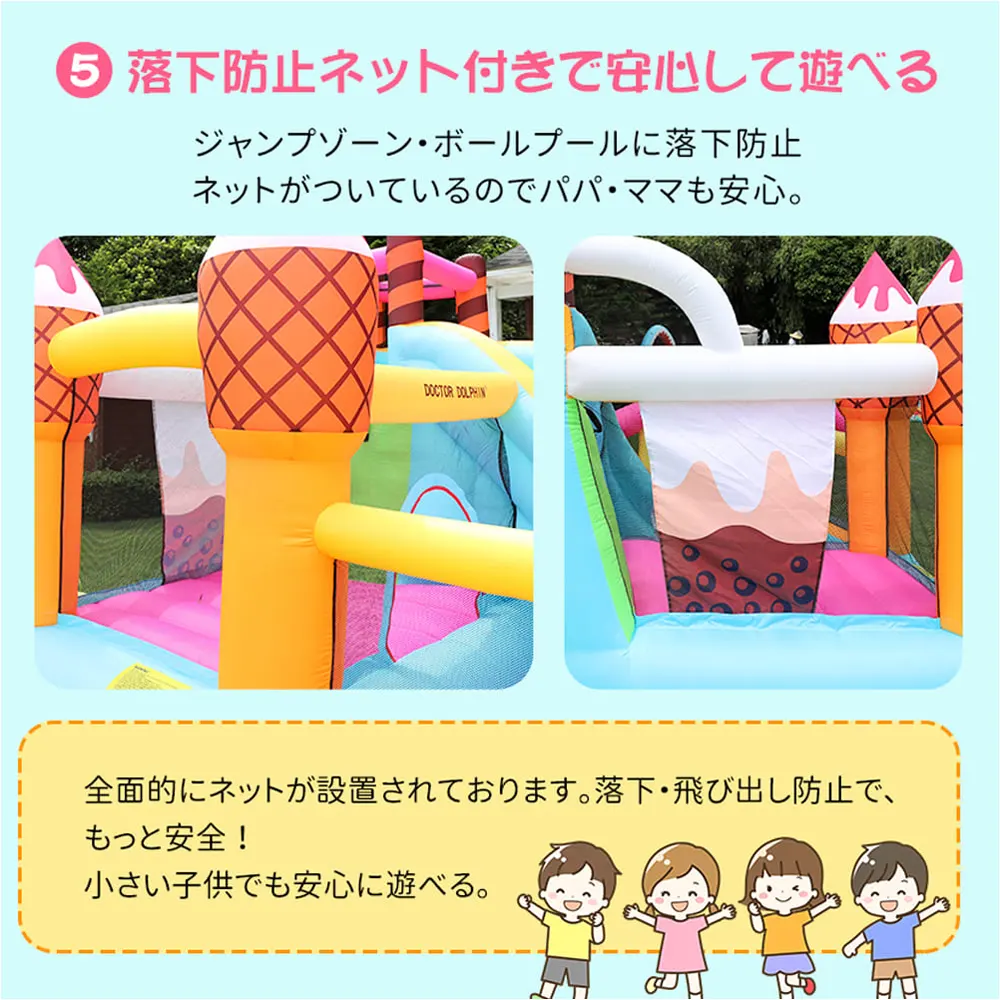 5 落下防止ネット付きで安心して遊べる
ジャンプゾーン・ボールプールに落下防止
ネットがついているのでパパ・ママも安心。
DOCTOR DOLPHIN
全面的にネットが設置されております。落下・飛び出し防止で、
もっと安全！
小さい子供でも安心に遊べる。